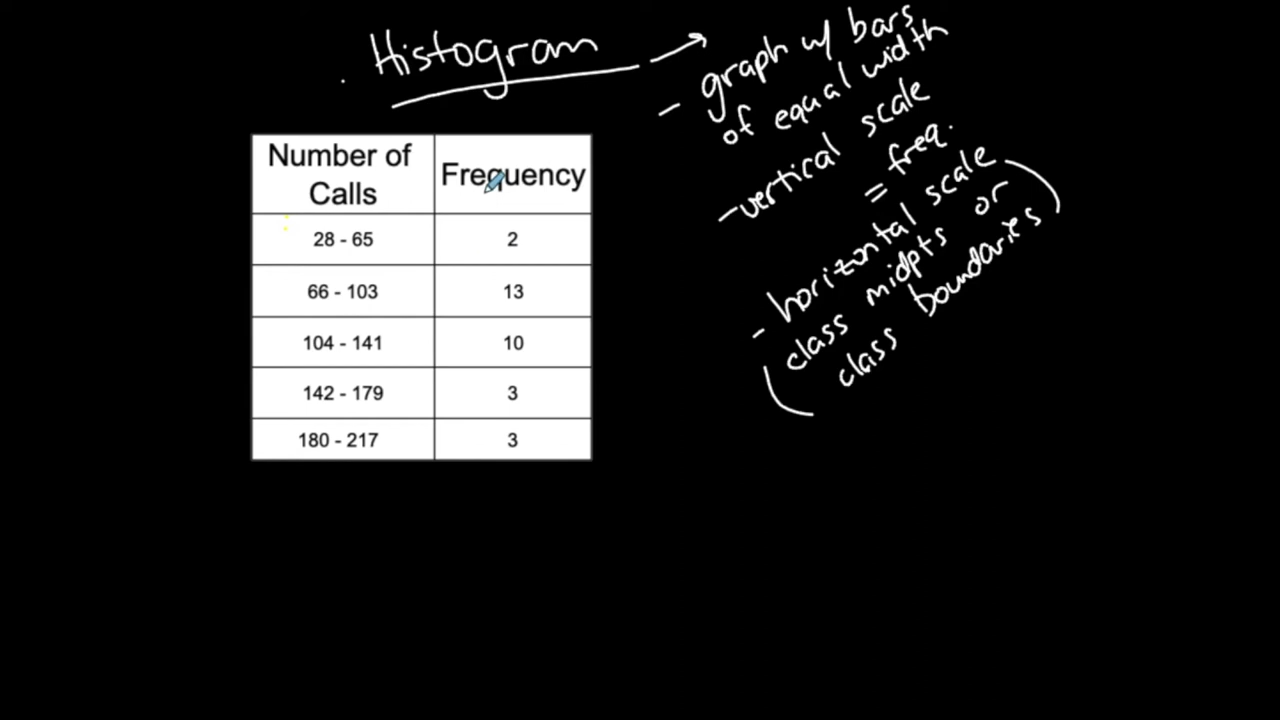 Histogram
Number of
Calls
Frequency
28 - 65 2
66 - 103 13
104 - 141 10
142 - 179 3
180 - 217 3
- graph w/ bars
of equal width
- vertical scale
= freq.
- horizontal scale
(class midpts or
class boundaries)